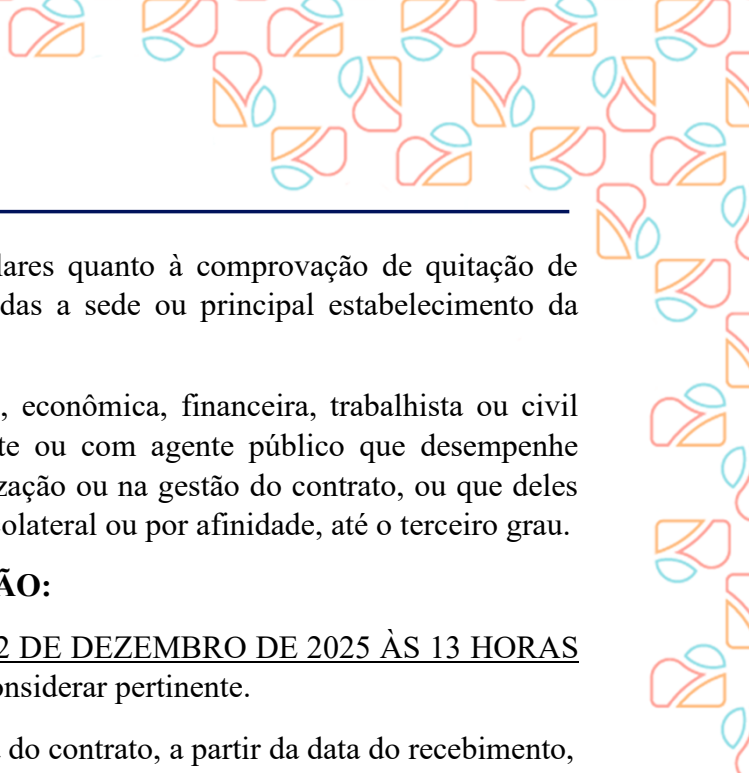 lares quanto à comprovação de quitação de
das a sede ou principal estabelecimento da
, econômica, financeira, trabalhista ou civil
te ou com agente público que desempenhe
zação ou na gestão do contrato, ou que deles
olateral ou por afinidade, até o terceiro grau.
ÃO:
2 DE DEZEMBRO DE 2025 ÀS 13 HORAS
onsiderar pertinente.
do contrato, a partir da data do recebimento,